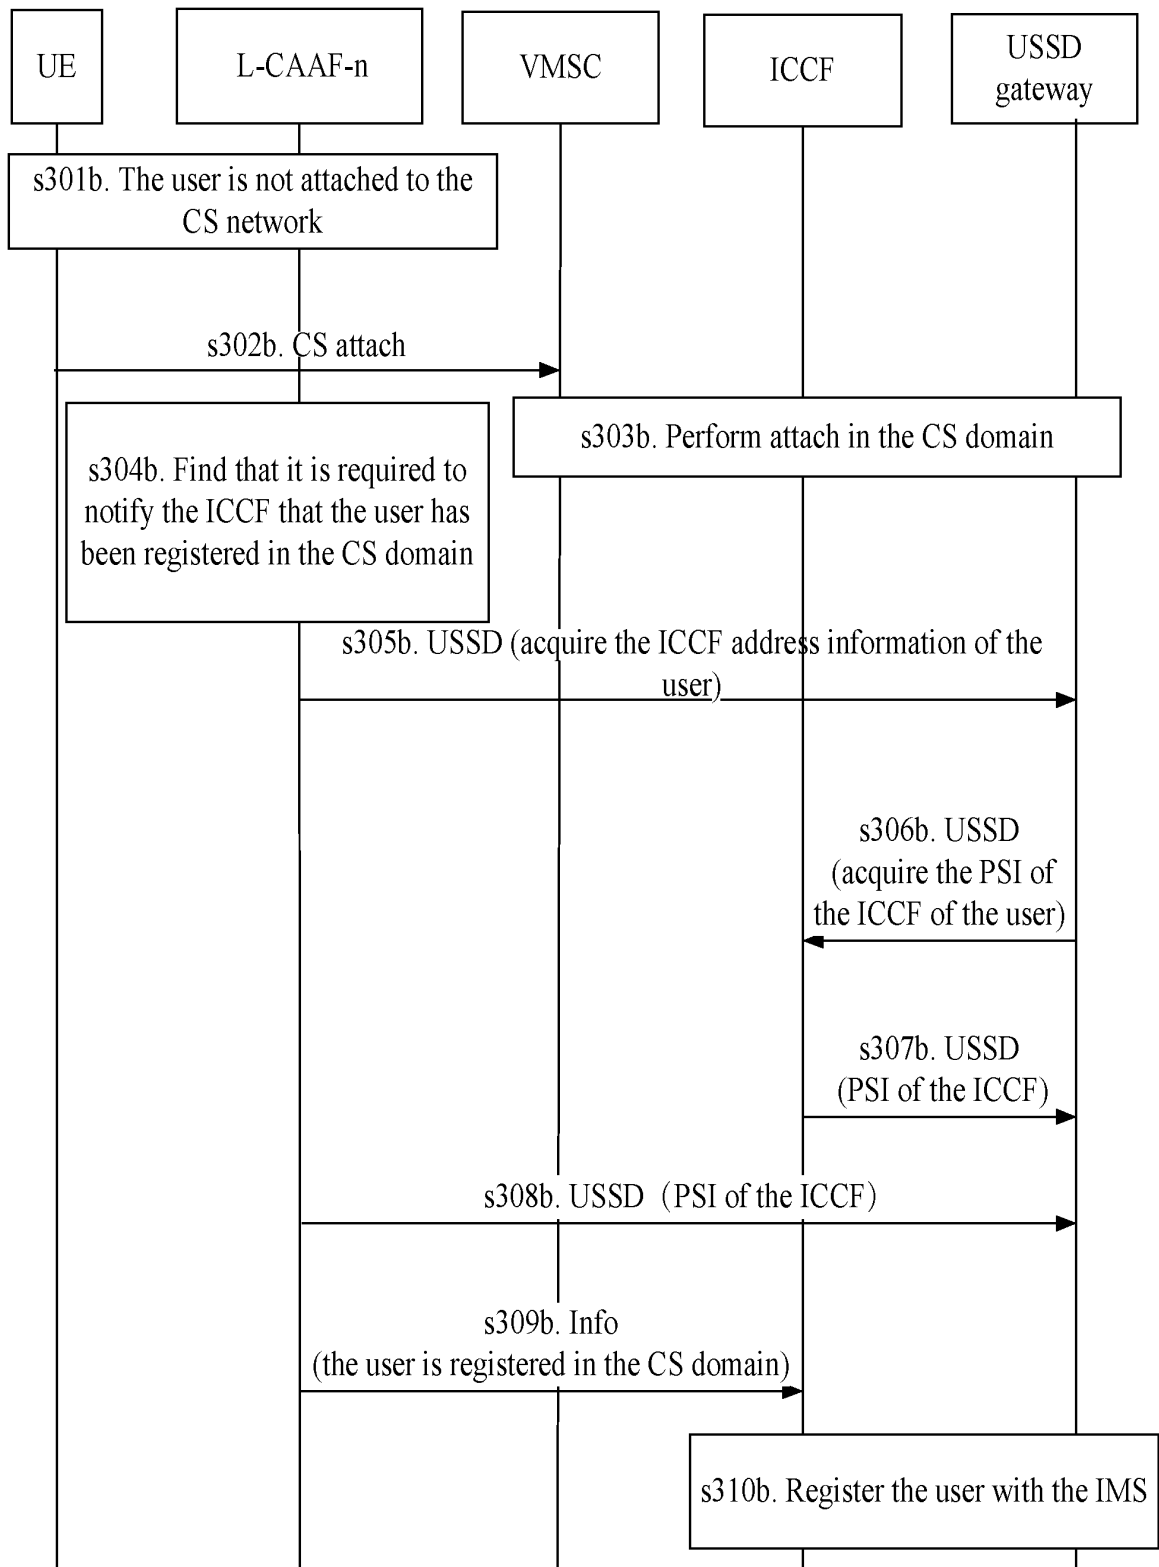 UE
L-CAAF-n
VMSC
ICCF
USSD
gateway
s301b. The user is not attached to the
CS network
s302b. CS attach
s303b. Perform attach in the CS domain
s304b. Find that it is required to
notify the ICCF that the user has
been registered in the CS domain
s305b. USSD (acquire the ICCF address information of the
user)
s306b. USSD
(acquire the PSI of
the ICCF of the user)
s307b. USSD
(PSI of the ICCF)
s308b. USSD（PSI of the ICCF）
s309b. Info
(the user is registered in the CS domain)
s310b. Register the user with the IMS